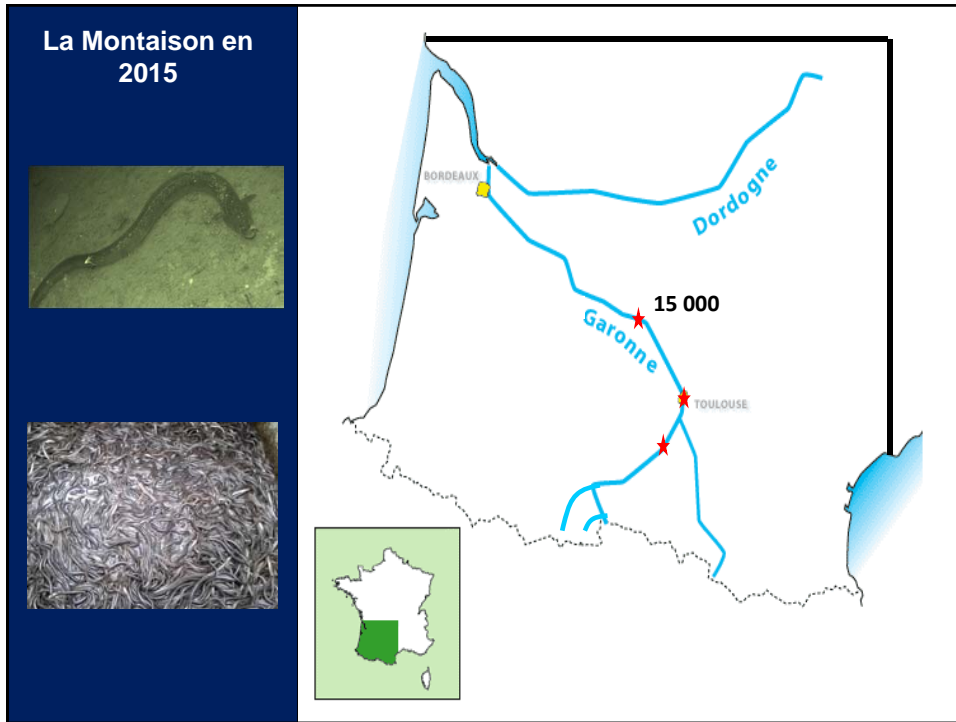 La Montaison en
2015
BORDEAUX
Dordogne
15 000
Garonne
TOULOUSE